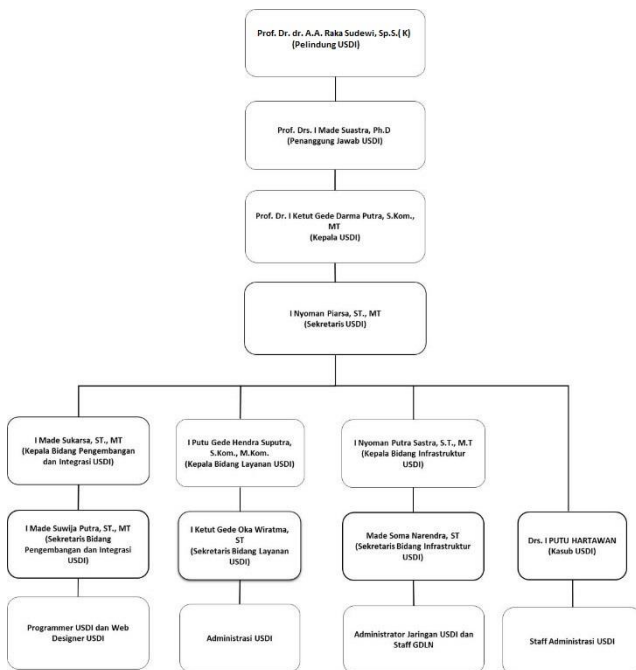 Prof. Dr. dr. A.A. Raka Sudewi, Sp.S.( K)
(Pelindung USDI)
Prof. Drs. I Made Suastra, Ph.D
(Penanggung Jawab USDI)
Prof. Dr. I Ketut Gede Darma Putra, S.Kom.,
MT
(Kepala USDI)
I Nyoman Piarsa, ST., MT
(Sekretaris USDI)
I Made Sukarsa, ST., MT
(Kepala Bidang Pengembangan
dan Integrasi USDI)
I Putu Gede Hendra Suputra,
S.Kom., M.Kom.
(Kepala Bidang Layanan USDI)
I Nyoman Putra Sastra, S.T., M.T
(Kepala Bidang Infrastruktur
USDI)
I Made Suwija Putra, ST., MT
(Sekretaris Bidang
Pengembangan dan Integrasi
USDI)
I Ketut Gede Oka Wiratma,
ST
(Sekretaris Bidang Layanan
USDI)
Made Soma Narendra, ST
(Sekretaris Bidang Infrastruktur
USDI)
Drs. I PUTU HARTAWAN
(Kasub USDI)
Programmer USDI dan Web
Designer USDI
Administrasi USDI
Administrator Jaringan USDI dan
Staff GDLN
Staff Administrasi USDI